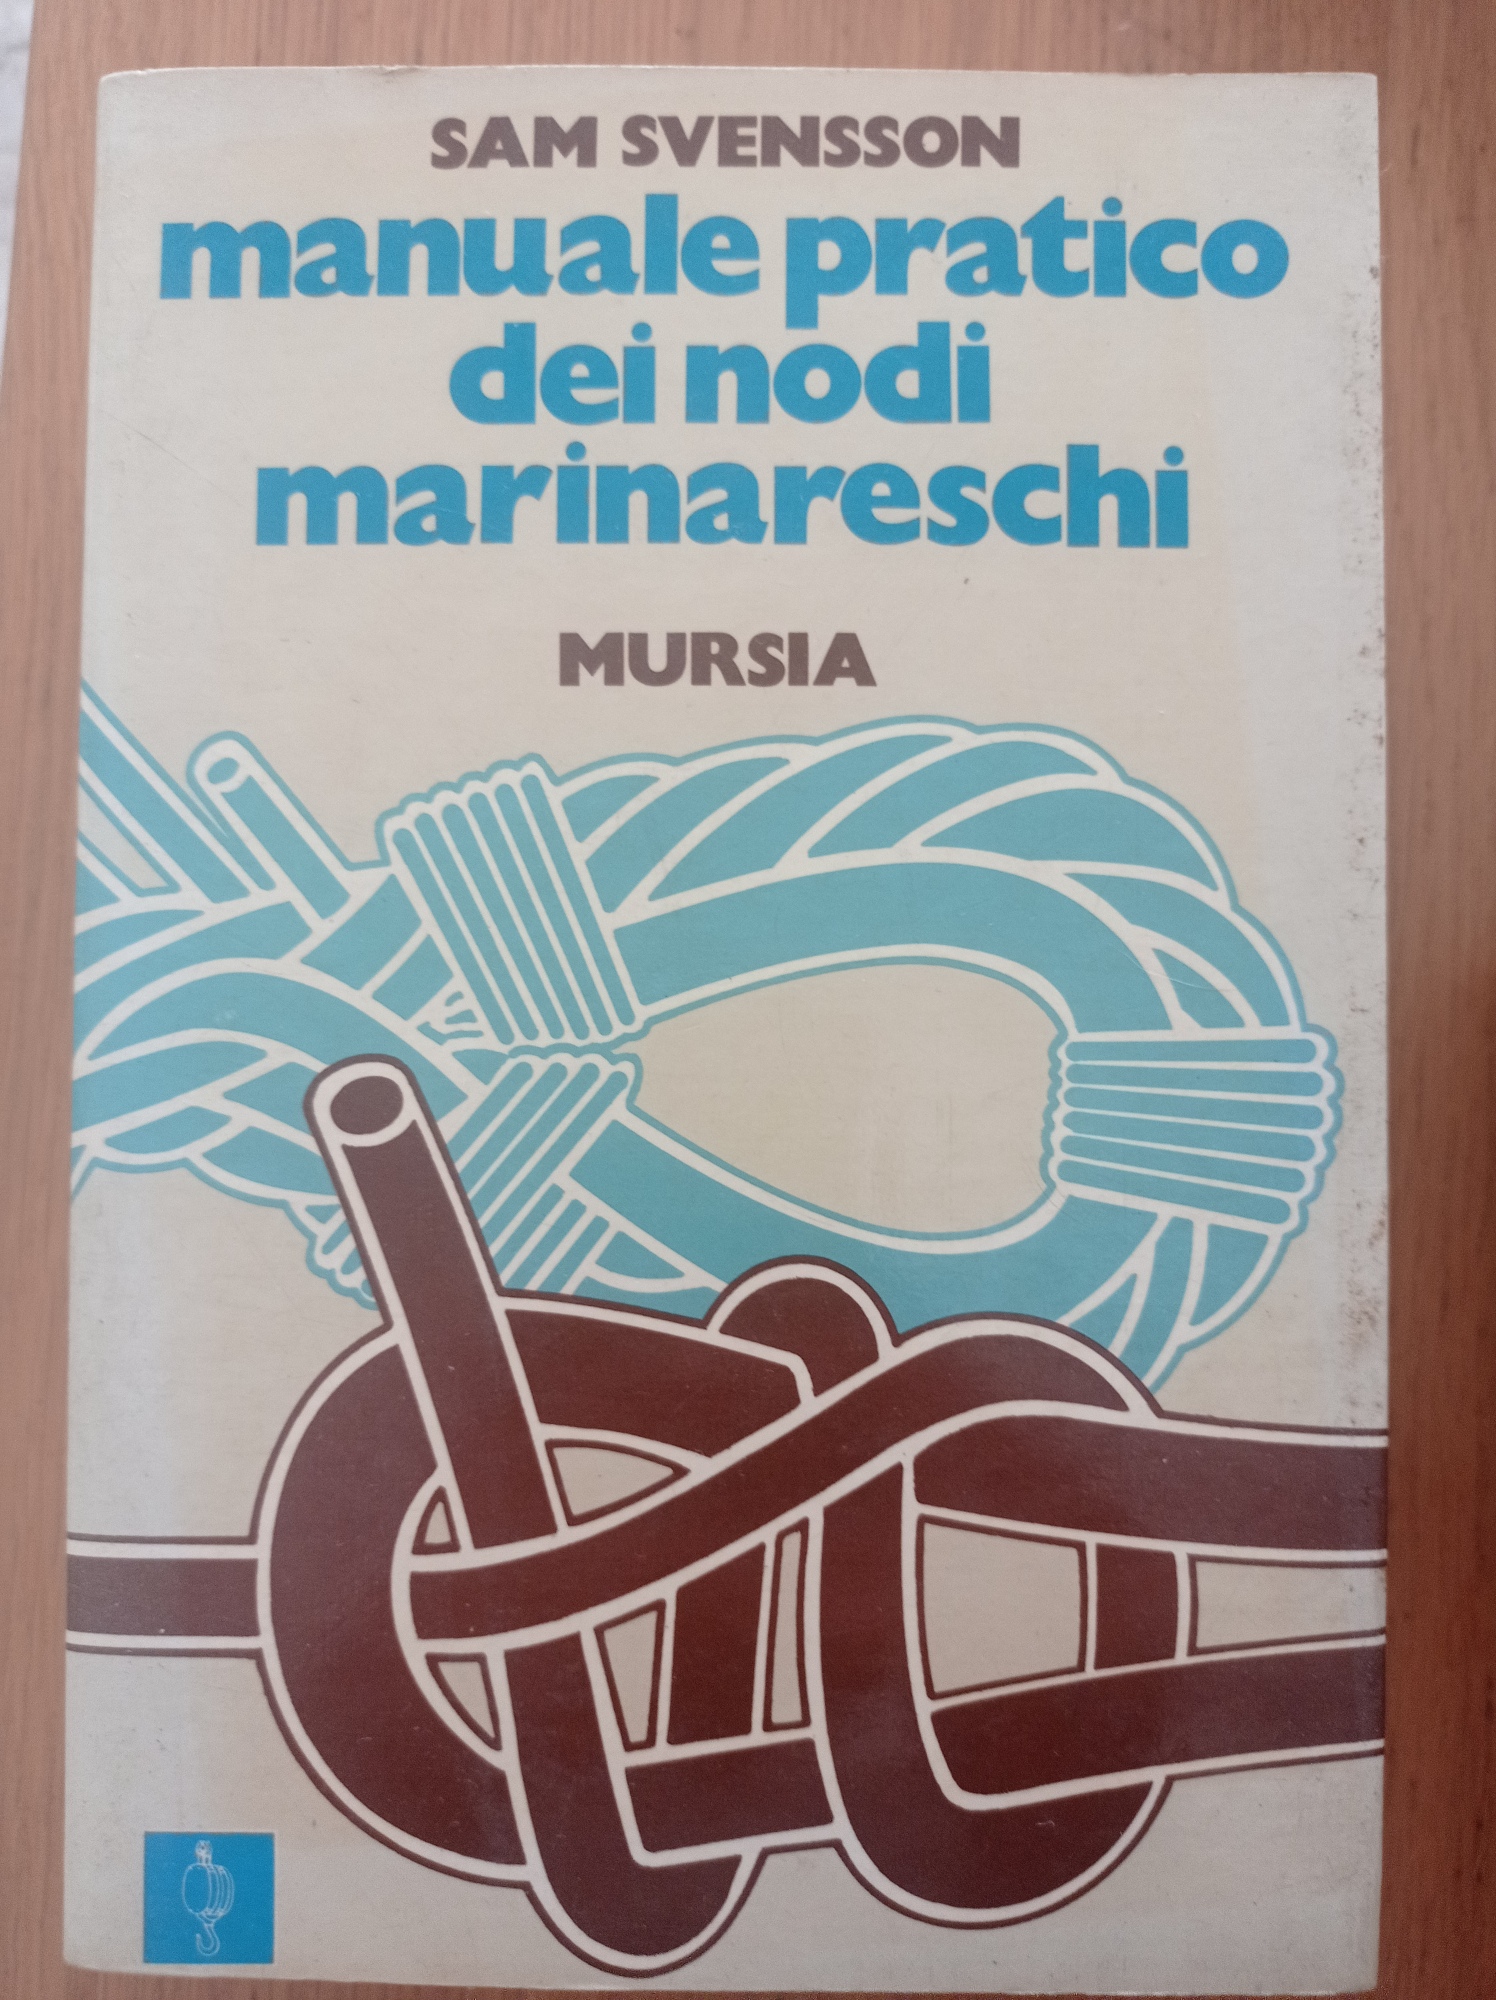 SAM SVENSSON
manuale pratico
dei nodi
marinareschi
MURSIA